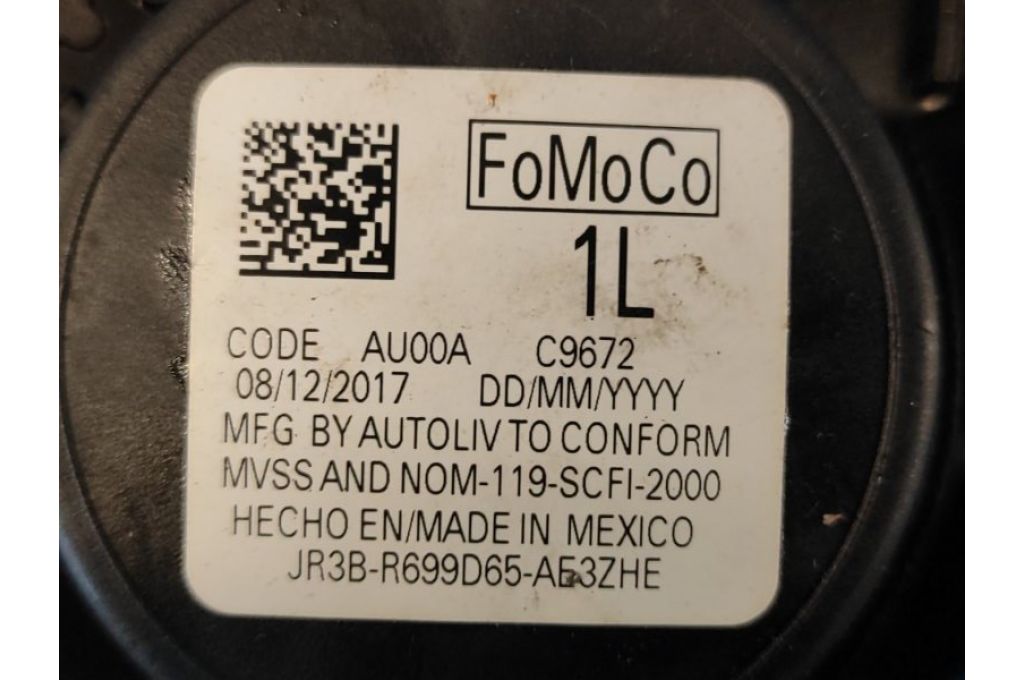 FoMoCo
1L
CODE AU00A C9672
08/12/2017 DD/MM/YYYY
MFG BY AUTOLIV TO CONFORM
MVSS AND NOM-119-SCFI-2000
HECHO EN/MADE IN MEXICO
JR3B-R699D65-AE3ZHE